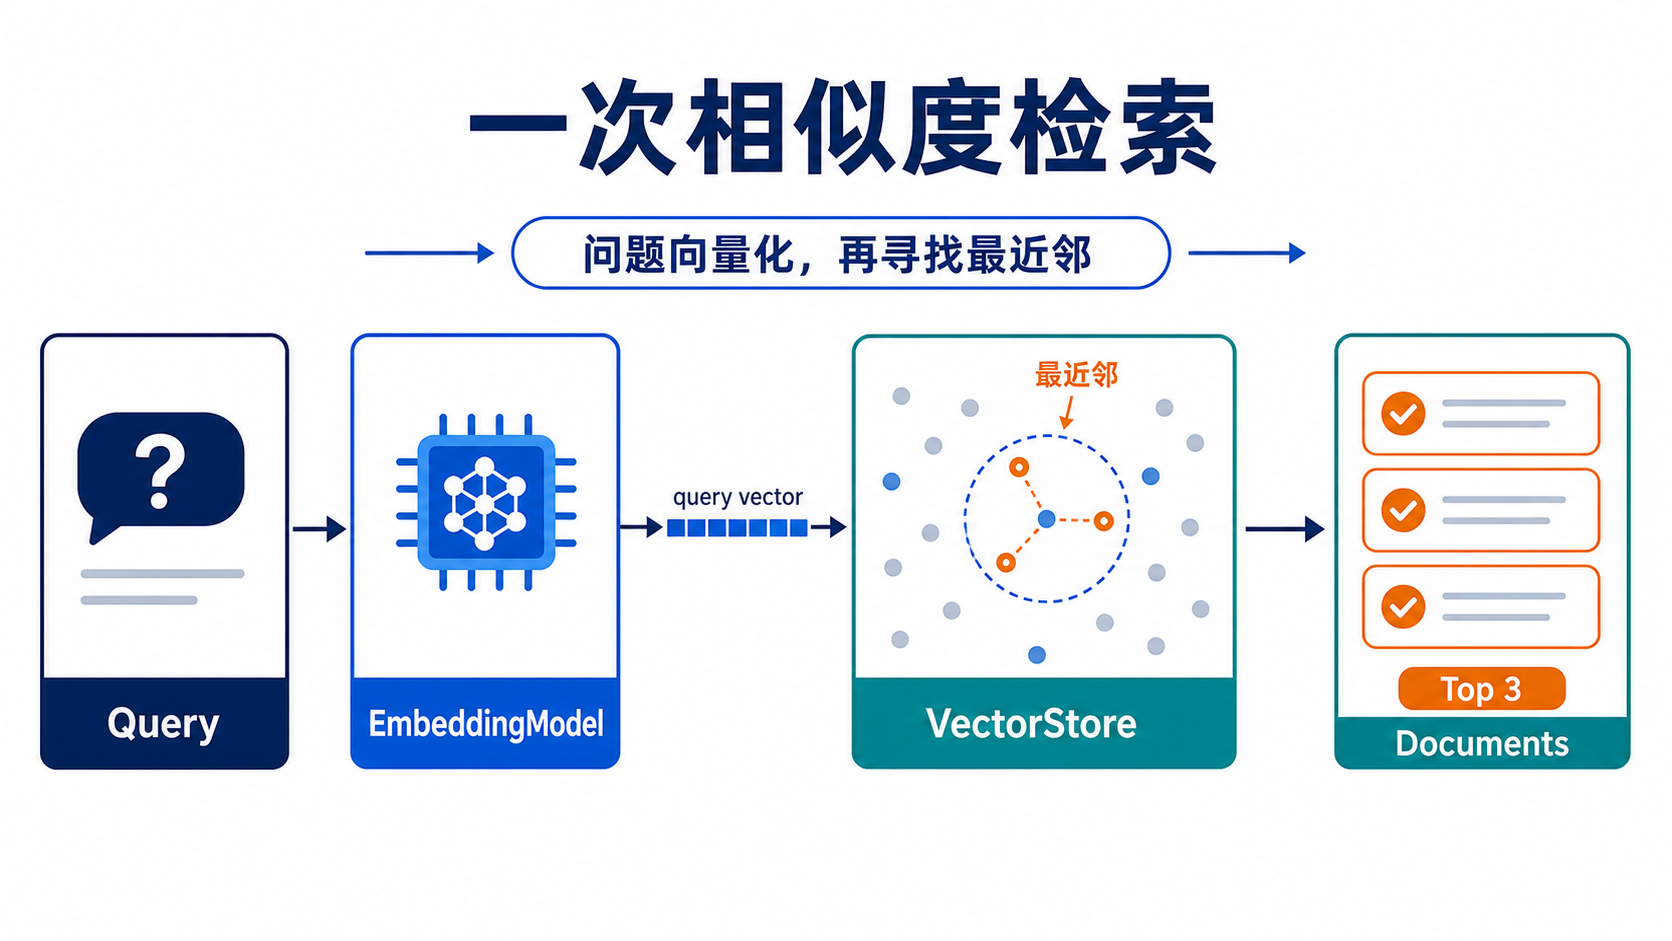 一次相似度检索
问题向量化，再寻找最近邻
?
Query
EmbeddingModel
query vector
最近邻
VectorStore
Top 3
Documents